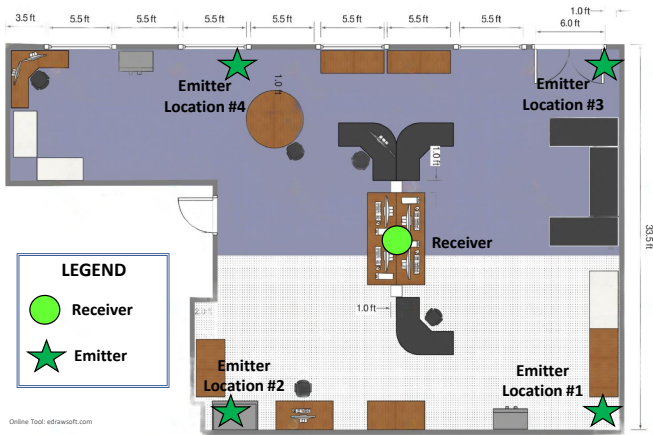 1.0 ft
3.5 ft
5.5 ft
5.5 ft
5.5 ft
5.5 ft
5.5 ft
5.5 ft
5.5 ft
6.0 ft
Emitter
Location #4
1.0 ft
Emitter
Location #3
1.0 ft
33.5 ft
Receiver
LEGEND
Receiver
Emitter
1.0 ft
2.0 ft
Emitter
Location #2
Emitter
Location #1
Online Tool: edrawsoft.com